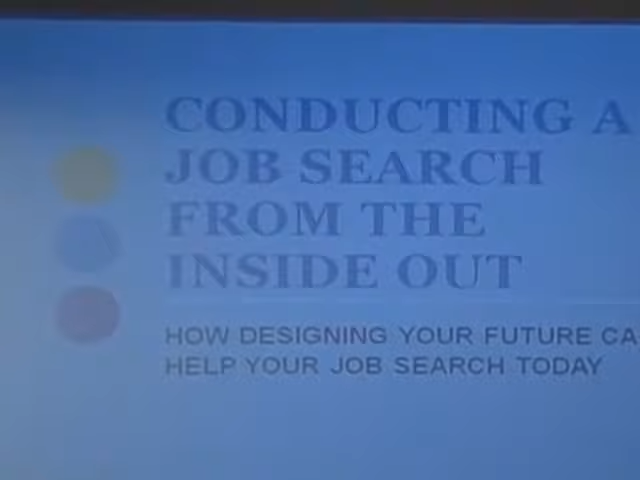 CONDUCTING A
JOB SEARCH
FROM THE
INSIDE OUT
HOW DESIGNING YOUR FUTURE CA
HELP YOUR JOB SEARCH TODAY